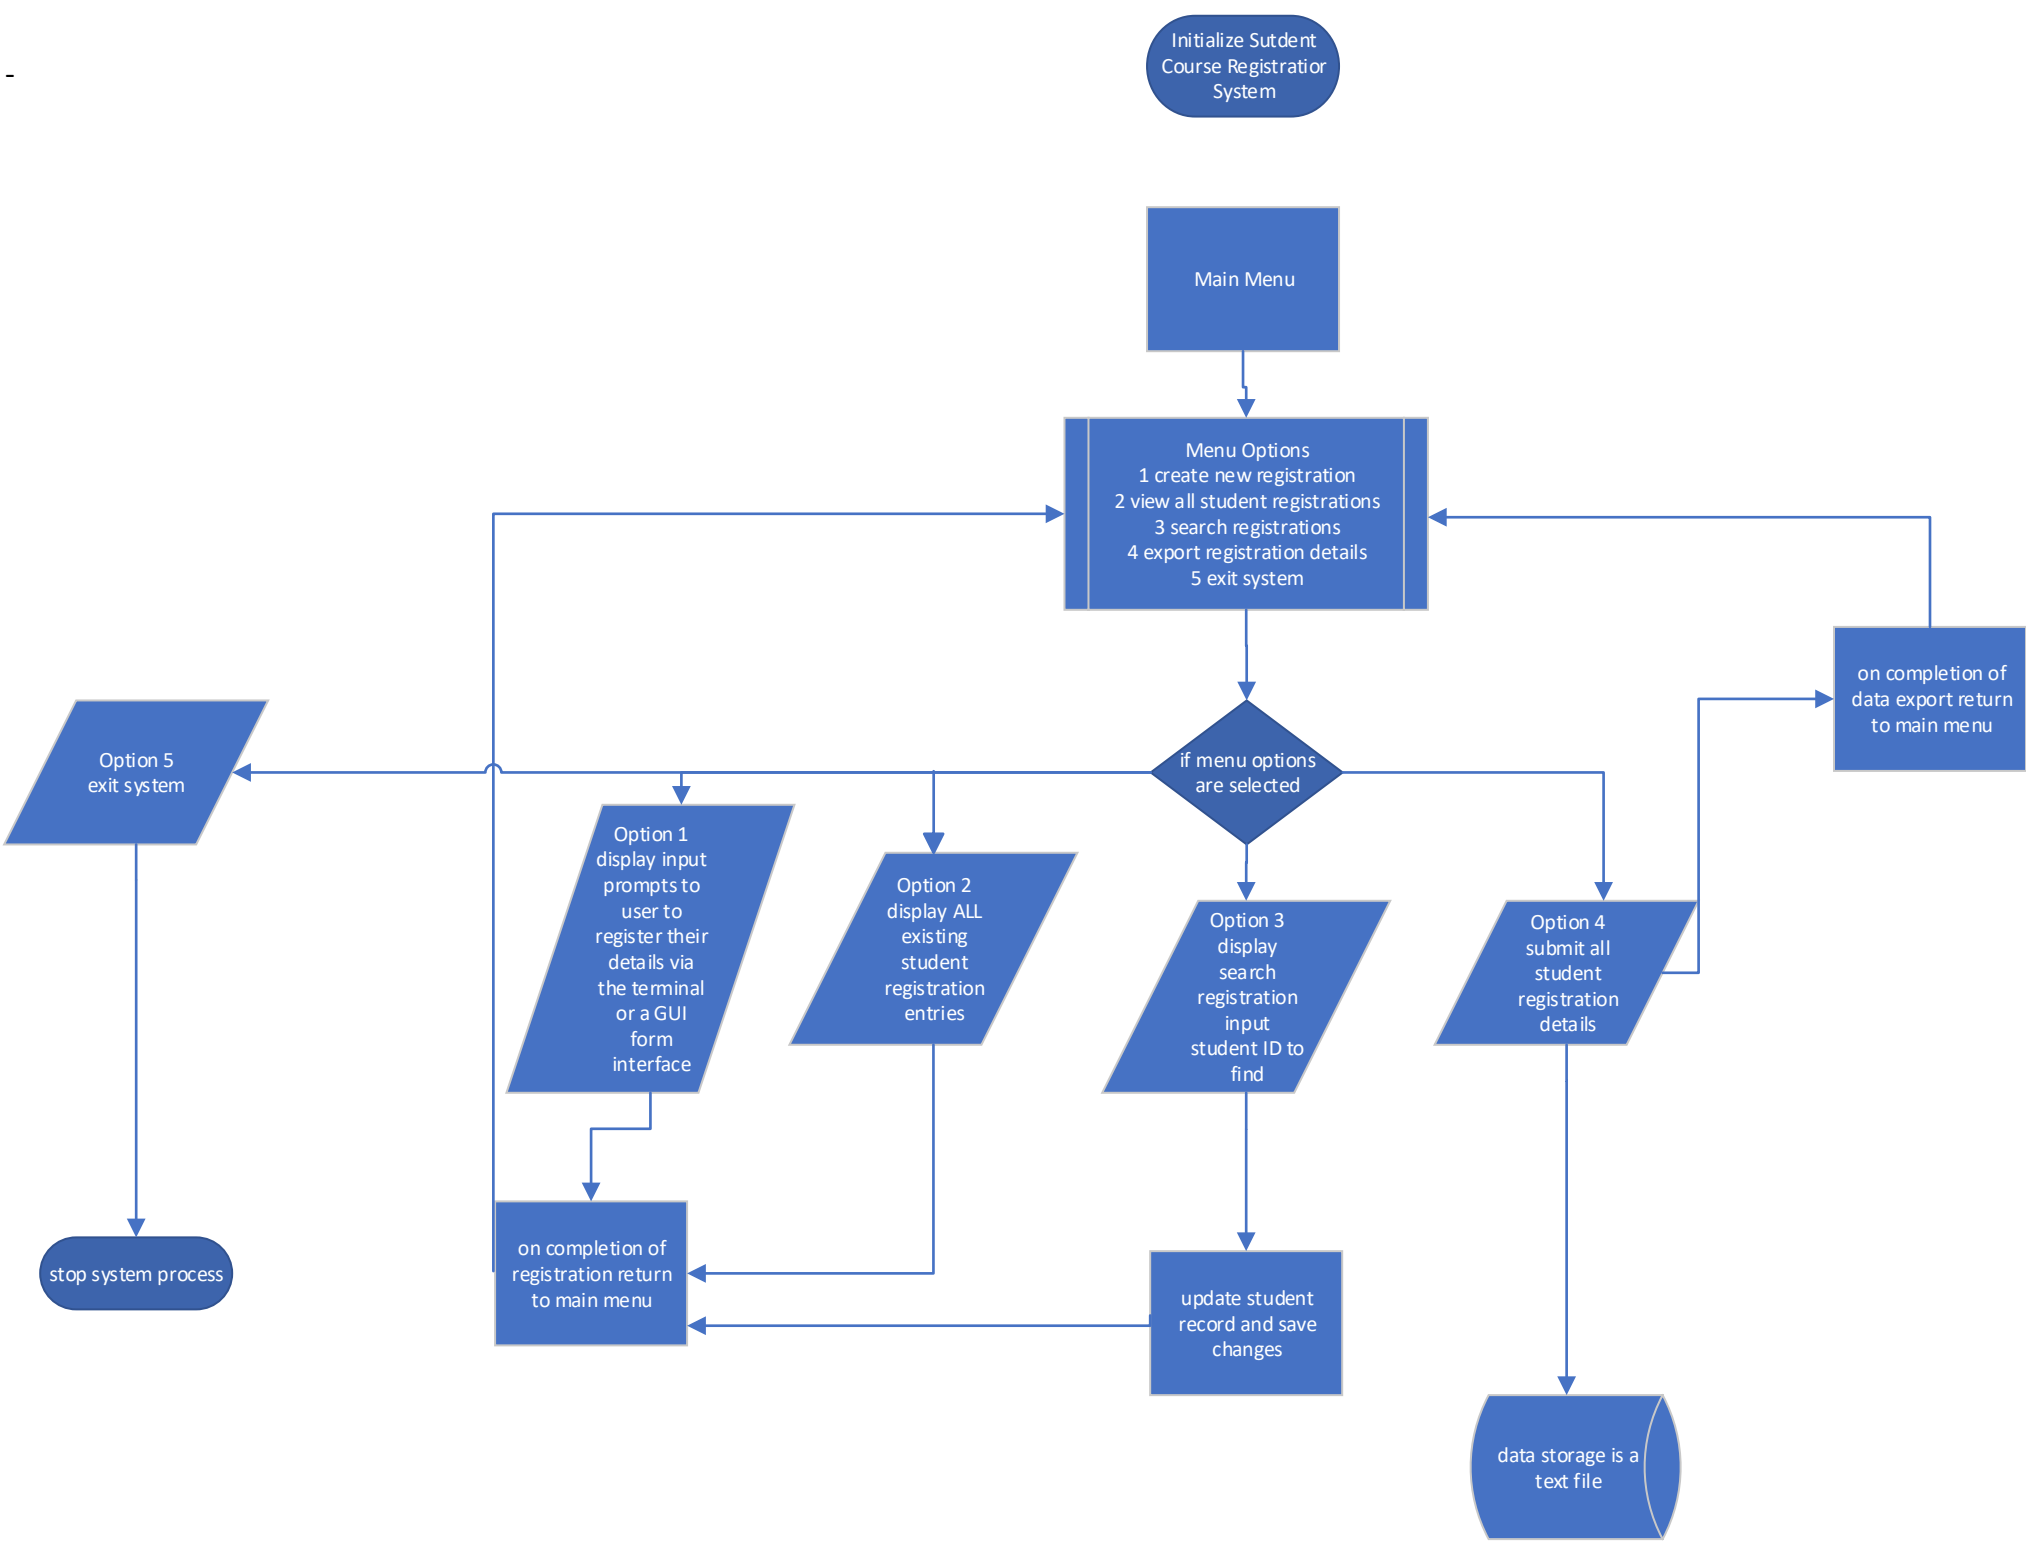 Initialize Sutdent
Course Registratior
System
-
Main Menu
Menu Options
1 create new registration
2 view all student registrations
3 search registrations
4 export registration details
5 exit system
on completion of
data export return
to main menu
if menu options
are selected
Option 5
exit system
Option 1
display input
prompts to
user to
register their
details via
the terminal
or a GUI
form
interface
Option 2
display ALL
existing
student
registration
entries
Option 3
display
search
registration
input
student ID to
find
Option 4
submit all
student
registration
details
stop system process
on completion of
registration return
to main menu
update student
record and save
changes
data storage is a
text file